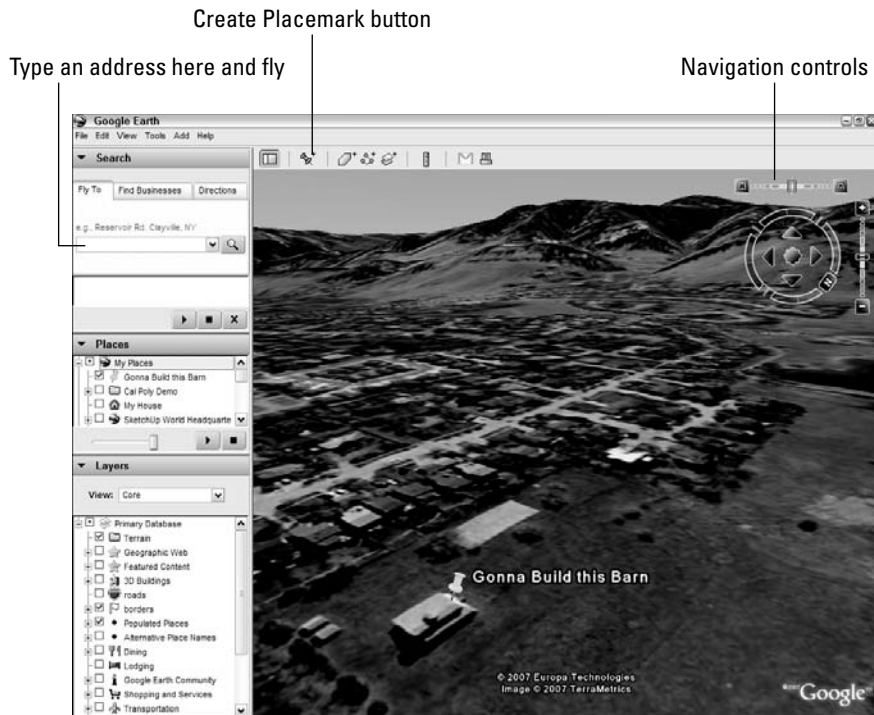 Create Placemark button
Type an address here and fly
Navigation controls
Google Earth
File Edit View Tools Add Help
Search
Fly To Find Businesses Directions
e.g., Reservoir Rd. Clayville, NY
Places
My Places
Gonna Build this Barn
Cal Poly Demo
My House
SketchUp World Headquarte
Layers
View: Core
Primary Database
Terrain
Geographic Web
Featured Content
3D Buildings
roads
borders
Populated Places
Alternative Place Names
Dining
Lodging
Google Earth Community
Shopping and Services
Transportation
N
Gonna Build this Barn
© 2007 Europa Technologies
Image © 2007 TerraMetrics
Google